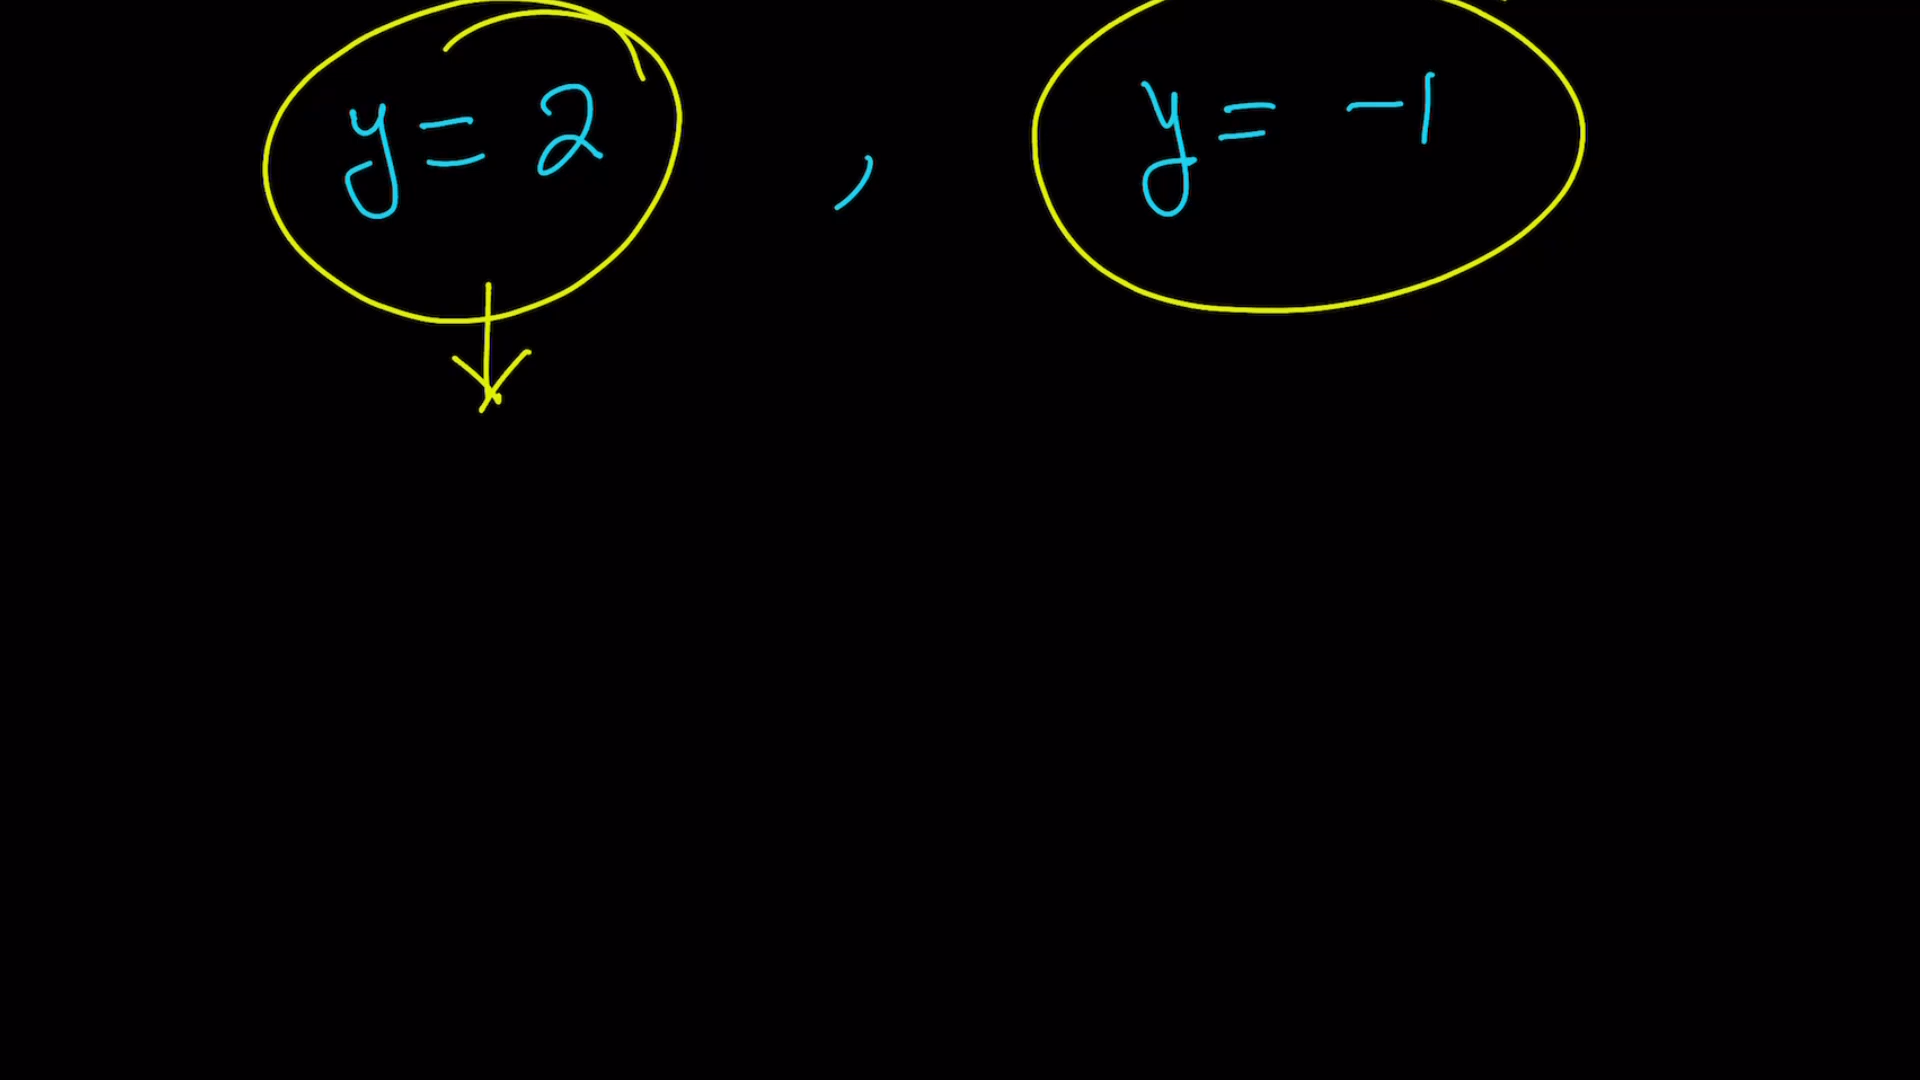 y = 2 , y = -1